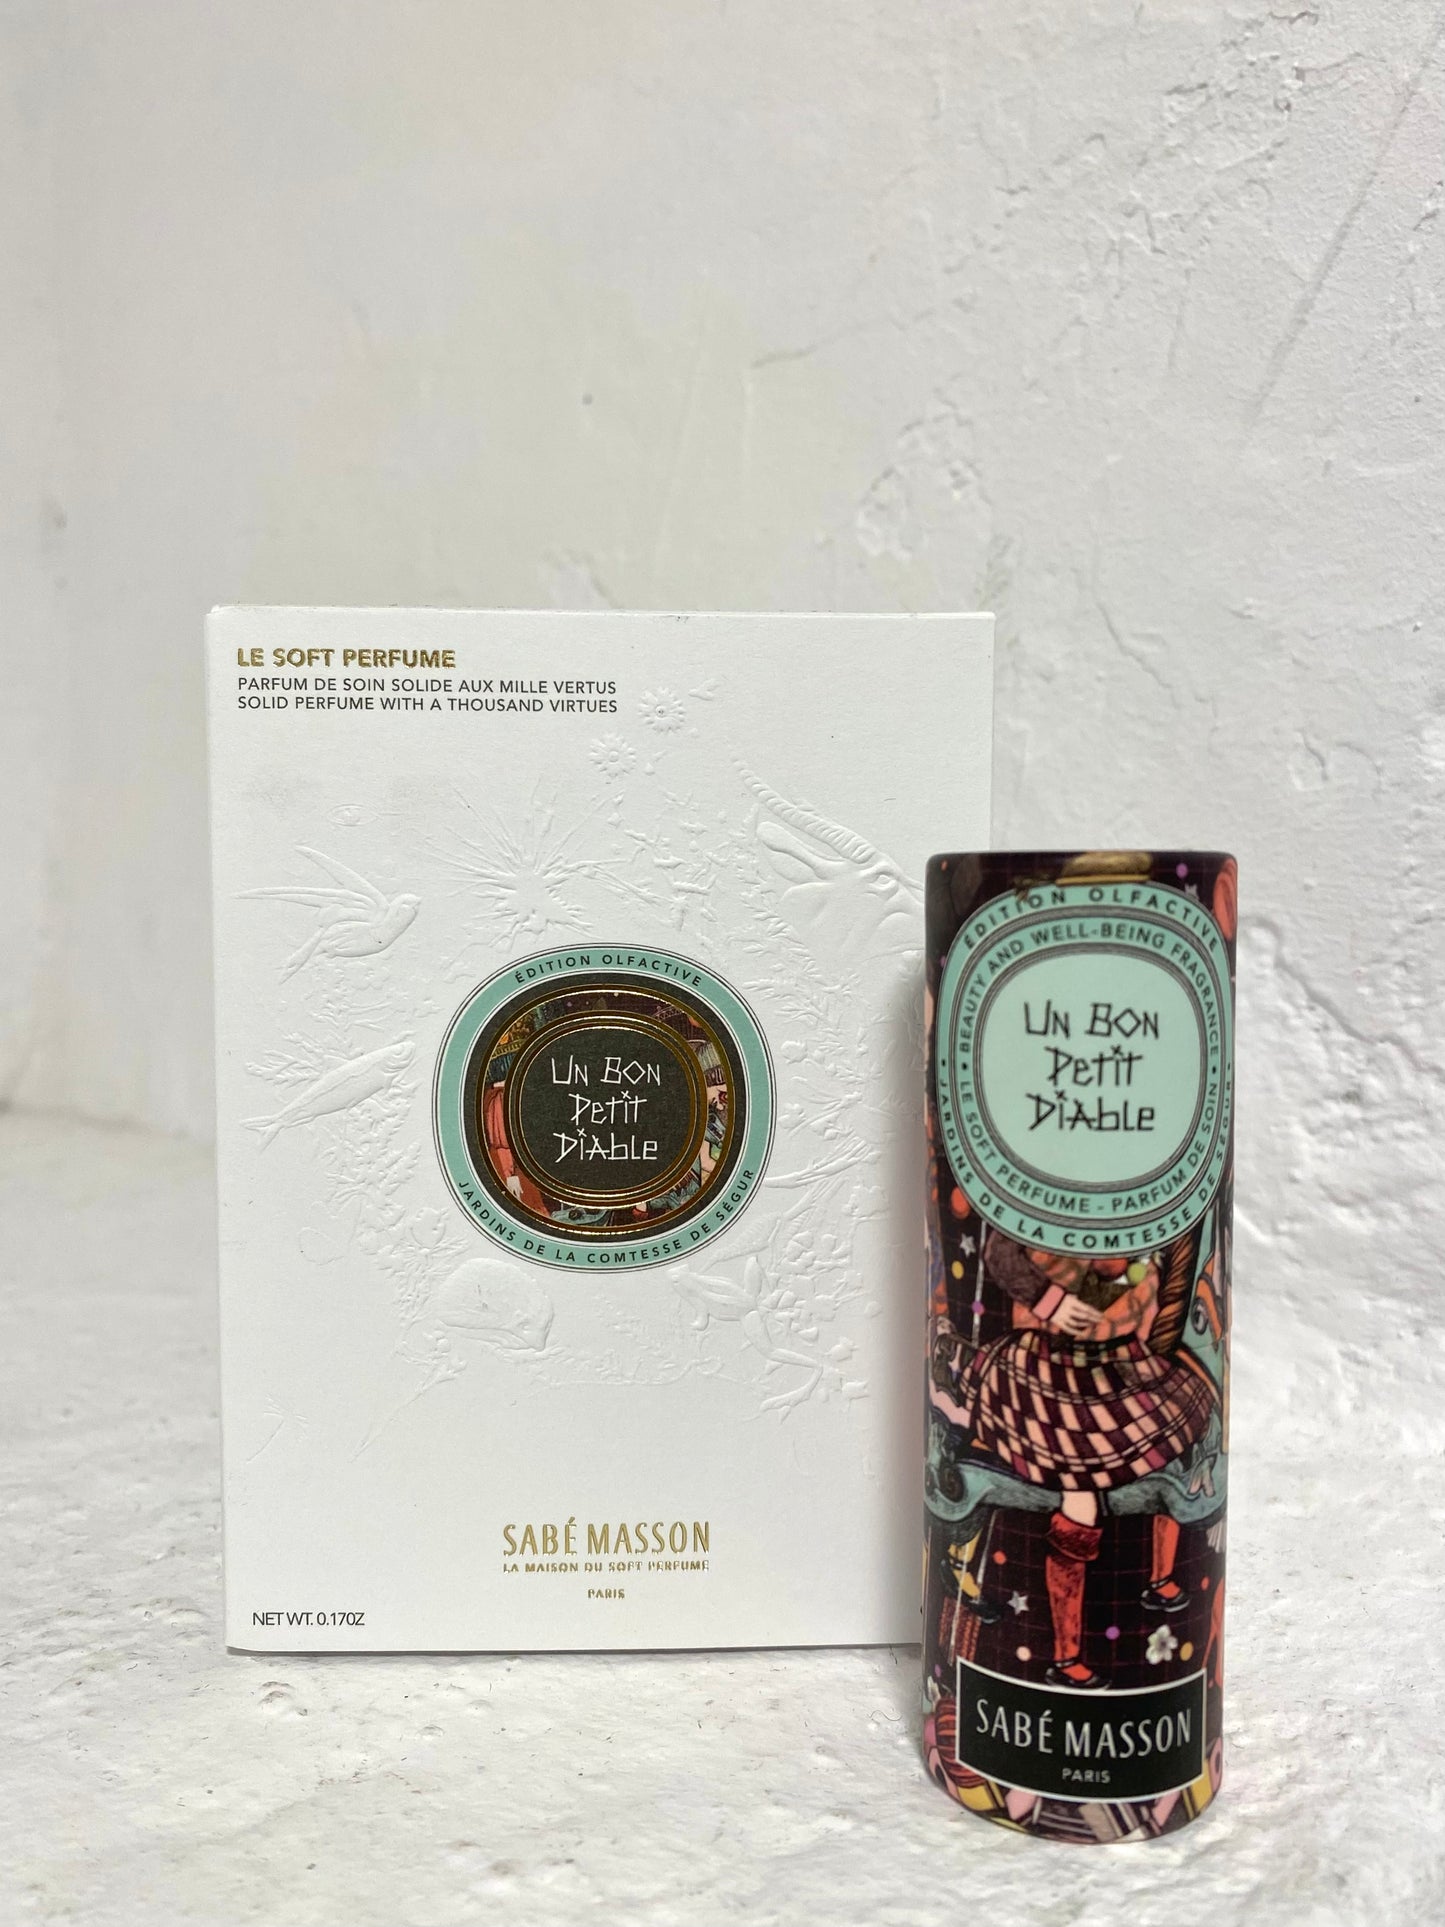 LE SOFT PERFUME
PARFUM DE SOIN SOLIDE AUX MILLE VERTUS
SOLID PERFUME WITH A THOUSAND VIRTUES
ÉDITION OLFACTIVE
UN BON
Petit
DiAble
JARDINS DE LA COMTESSE DE SÉGUR
SABÉ MASSON
LA MAISON DU SOFT PERFUME
PARIS
NET WT. 0.17OZ
ÉDITION OLFACTIVE
BEAUTY AND WELL-BEING FRAGRANCE
UN BON
Petit
DiAble
LE SOFT PERFUME - PARFUM DE SOIN
JARDINS DE LA COMTESSE DE SÉGUR
SABÉ MASSON
PARIS